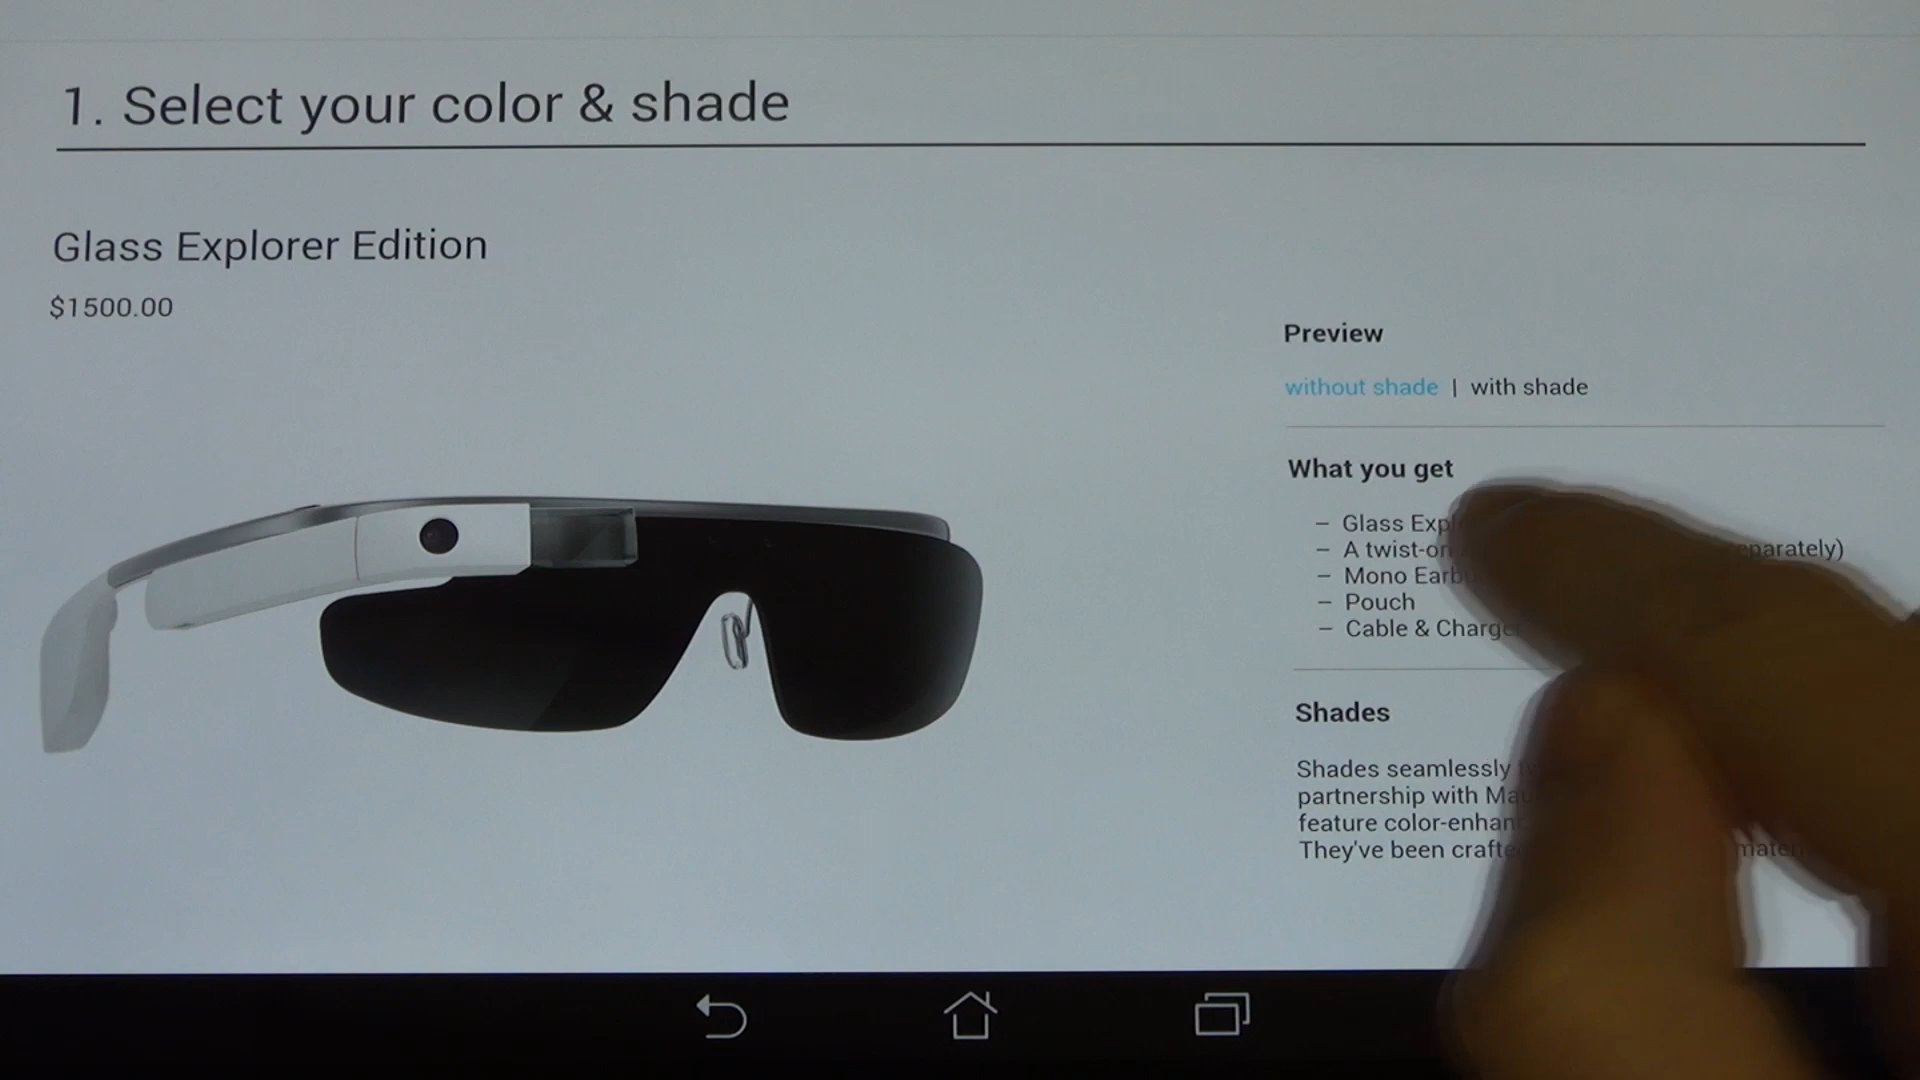 1. Select your color & shade
Glass Explorer Edition
$1500.00
Preview
without shade | with shade
What you get
– Glass
– A
– Mono
– Pouch
– Cable &
Shades
Shades seamlessly
partnership with
feature
They've been